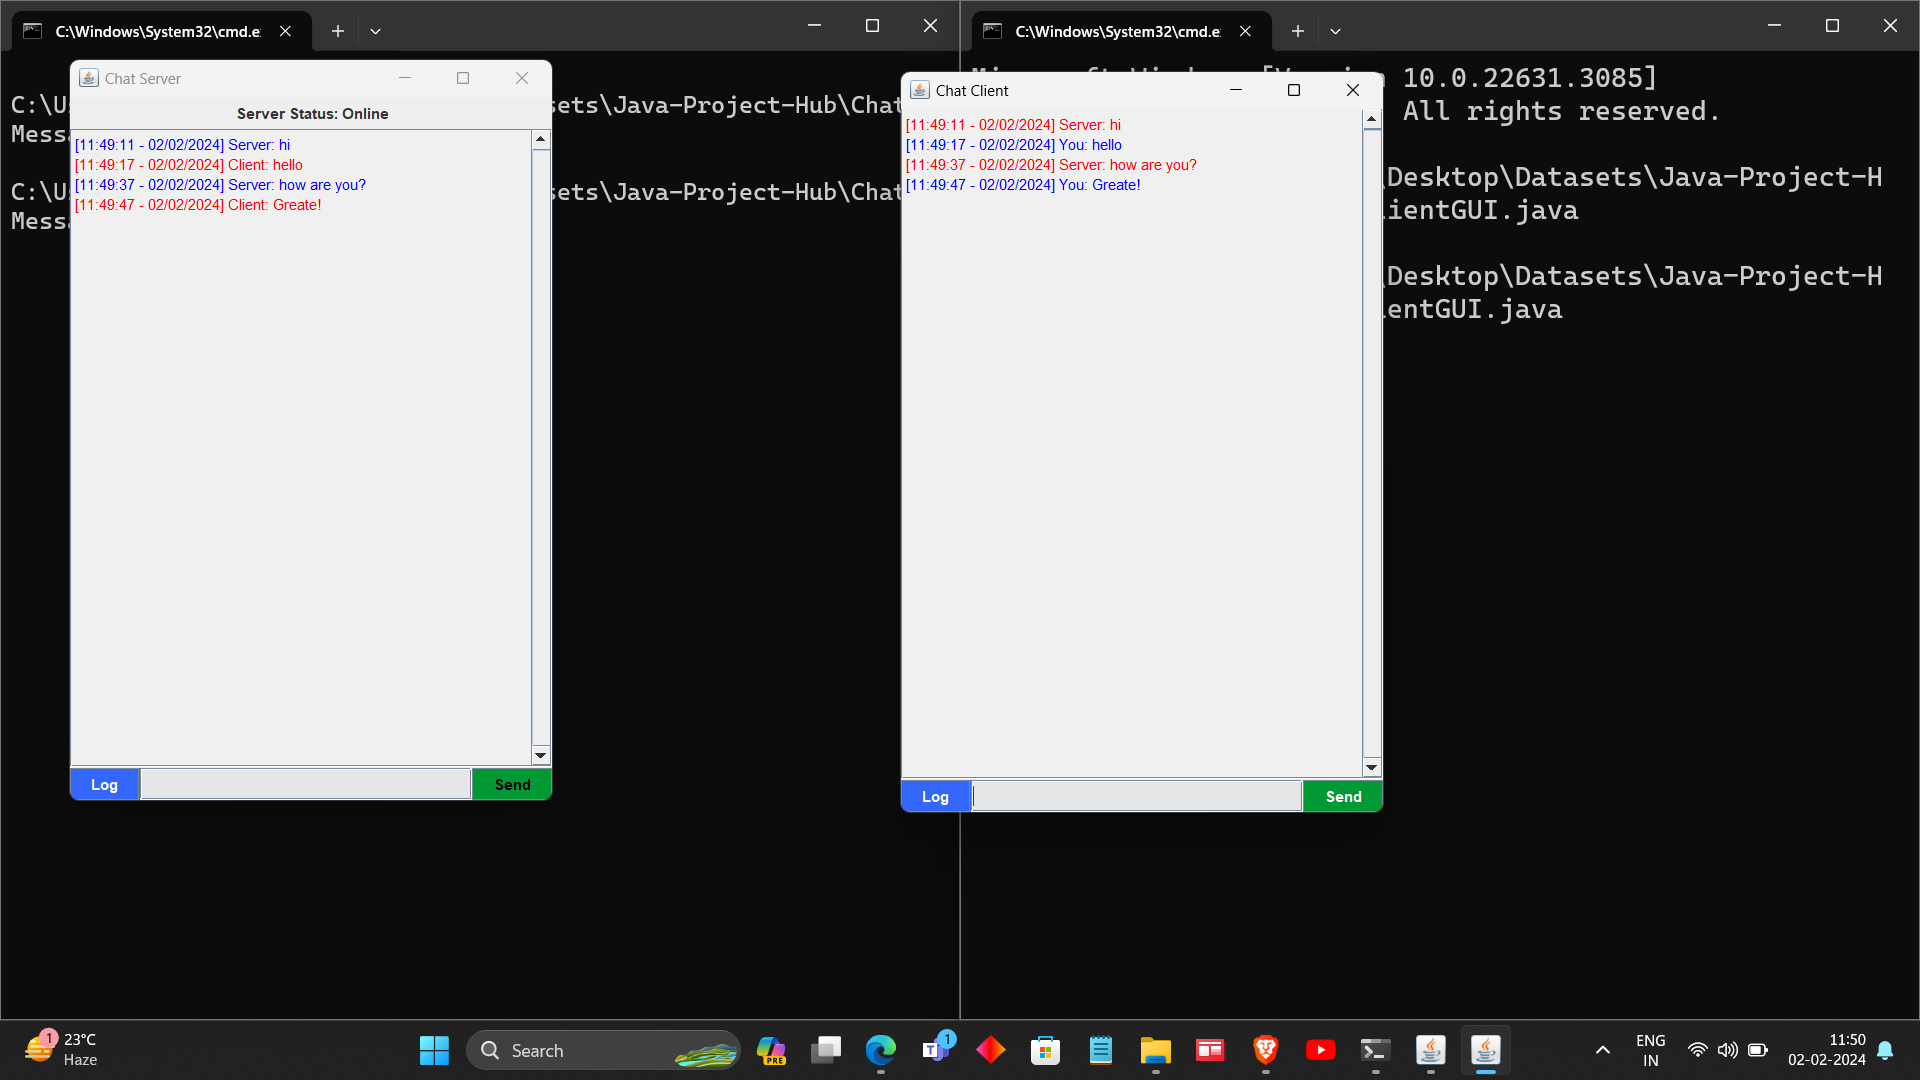 C:\Windows\System32\cmd.e
C:\Windows\System32\cmd.e
Chat Server
Server Status: Online
[11:49:11 - 02/02/2024] Server: hi
[11:49:17 - 02/02/2024] Client: hello
[11:49:37 - 02/02/2024] Server: how are you?
[11:49:47 - 02/02/2024] Client: Greate!
Log
Send
C:\U
sets\Java-Project-Hub\Chat
Mess
C:\U
sets\Java-Project-Hub\Chat
Mess
Chat Client
[11:49:11 - 02/02/2024] Server: hi
[11:49:17 - 02/02/2024] You: hello
[11:49:37 - 02/02/2024] Server: how are you?
[11:49:47 - 02/02/2024] You: Greate!
Log
Send
10.0.22631.3085]
All rights reserved.
\Desktop\Datasets\Java-Project-H
ientGUI.java
\Desktop\Datasets\Java-Project-H
entGUI.java
1
23°C
Haze
Search
PRE
1
ENG
IN
11:50
02-02-2024